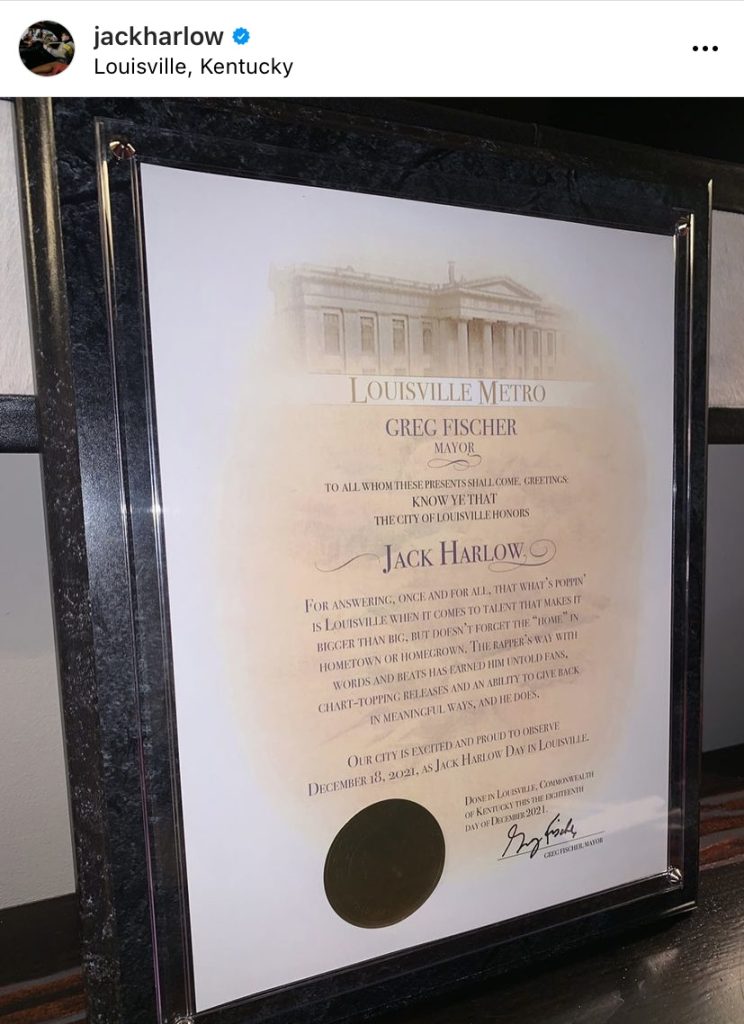 jackharlow
Louisville, Kentucky
LOUISVILLE METRO
GREG FISCHER
MAYOR
TO ALL WHOM THESE PRESENTS SHALL COME, GREETINGS:
KNOW YE THAT
THE CITY OF LOUISVILLE HONORS
JACK HARLOW
FOR ANSWERING, ONCE AND FOR ALL, THAT WHAT'S POPPIN'
IS LOUISVILLE WHEN IT COMES TO TALENT THAT MAKES IT
BIGGER THAN BIG, BUT DOESN'T FORGET THE "HOME" IN
HOMETOWN OR HOMEGROWN. THE RAPPER'S WAY WITH
WORDS AND BEATS HAS EARNED HIM UNTOLD FANS,
CHART-TOPPING RELEASES AND AN ABILITY TO GIVE BACK
IN MEANINGFUL WAYS, AND HE DOES.
OUR CITY IS EXCITED AND PROUD TO OBSERVE
DECEMBER 18, 2021, AS JACK HARLOW DAY IN LOUISVILLE.
DONE IN LOUISVILLE, COMMONWEALTH
OF KENTUCKY THIS THE EIGHTEENTH
DAY OF DECEMBER 2021.
Greg Fischer
GREG FISCHER, MAYOR